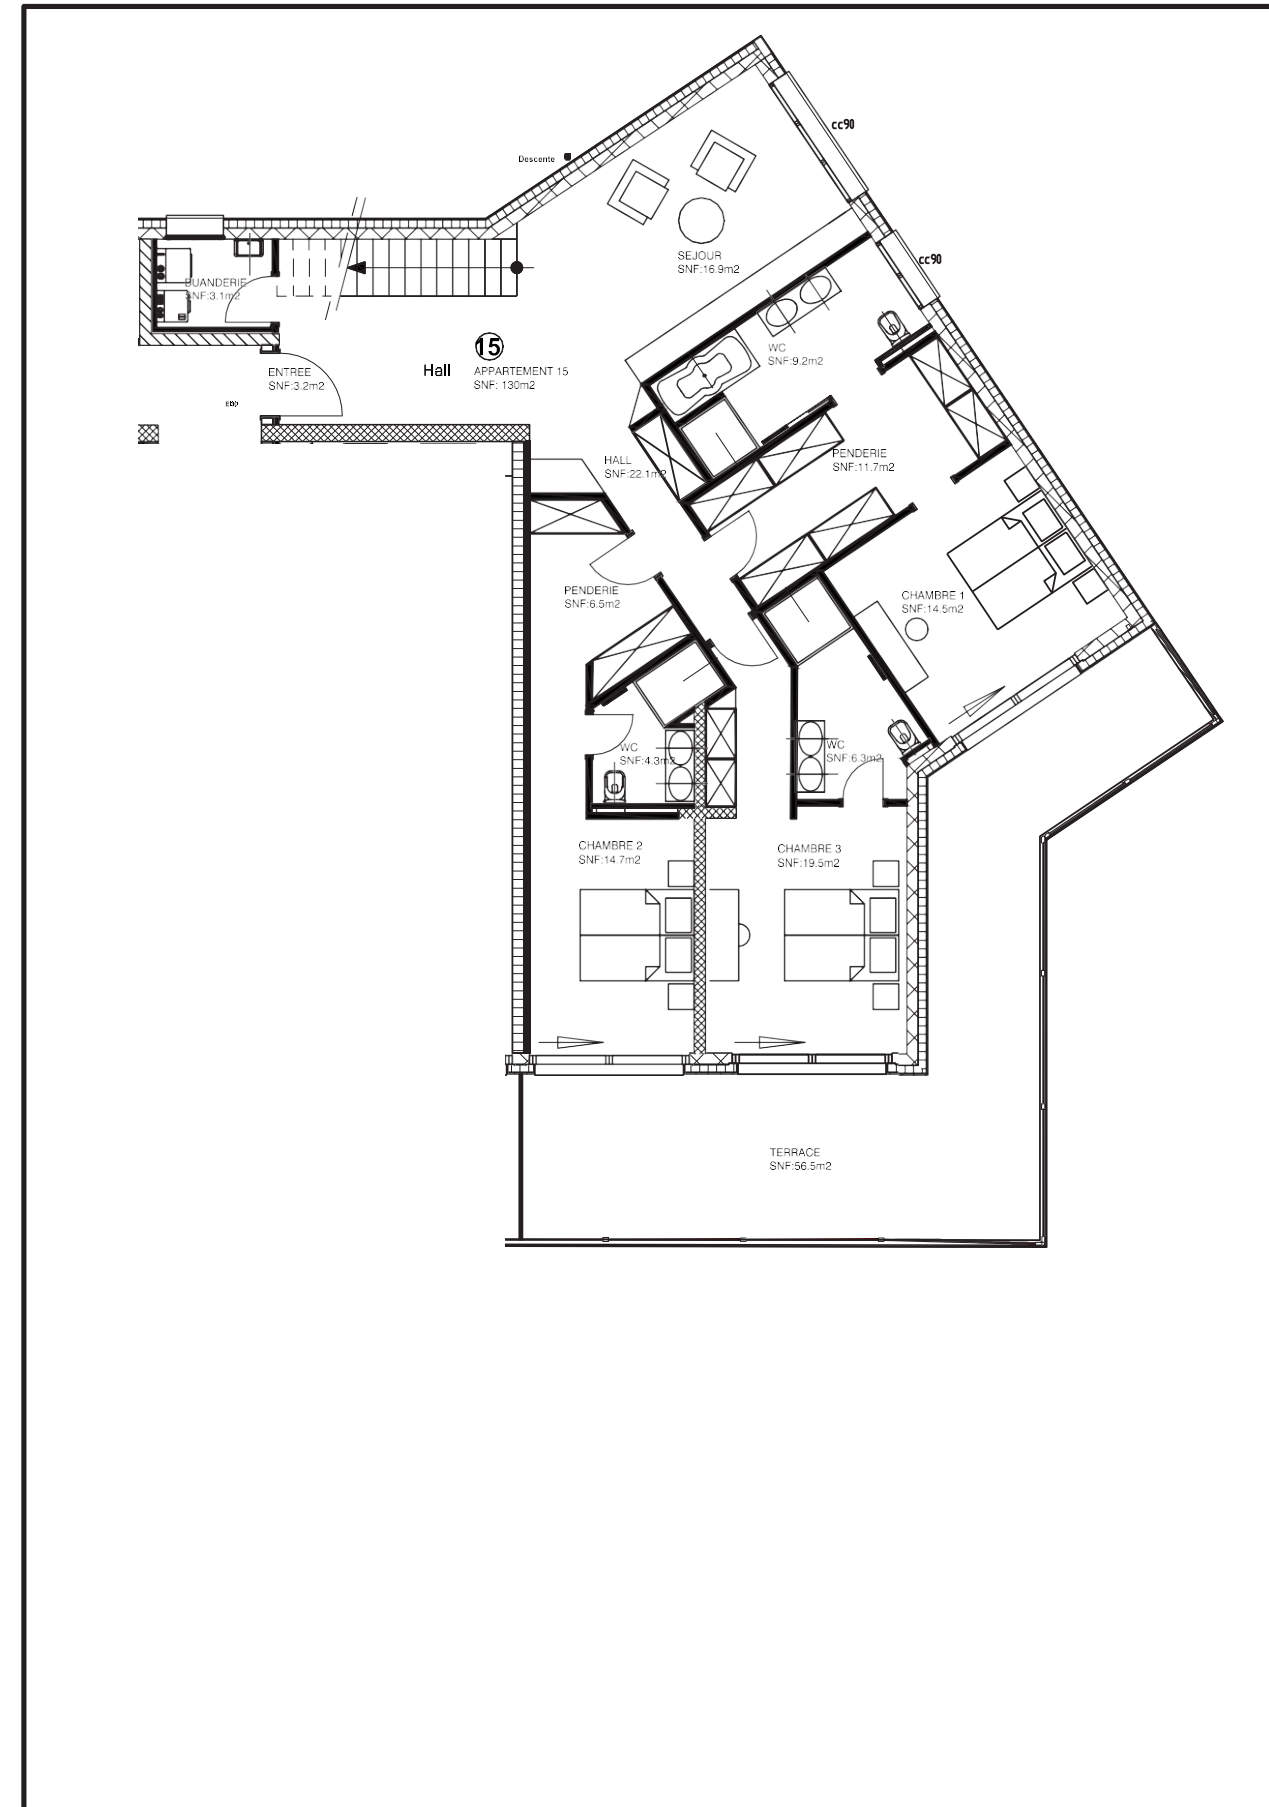 cc90
Descente
cc90
SEJOUR
SNF:16.9m2
BUANDERIE
SNF:3.1m2
15
Hall
APPARTEMENT 15
SNF: 130m2
ENTREE
SNF:3.2m2
WC
SNF:9.2m2
HALL
SNF:22.1m2
PENDERIE
SNF:11.7m2
PENDERIE
SNF:6.5m2
CHAMBRE 1
SNF:14.5m2
WC
SNF:4.3m2
WC
SNF:6.3m2
CHAMBRE 2
SNF:14.7m2
CHAMBRE 3
SNF:19.5m2
TERRACE
SNF:56.5m2